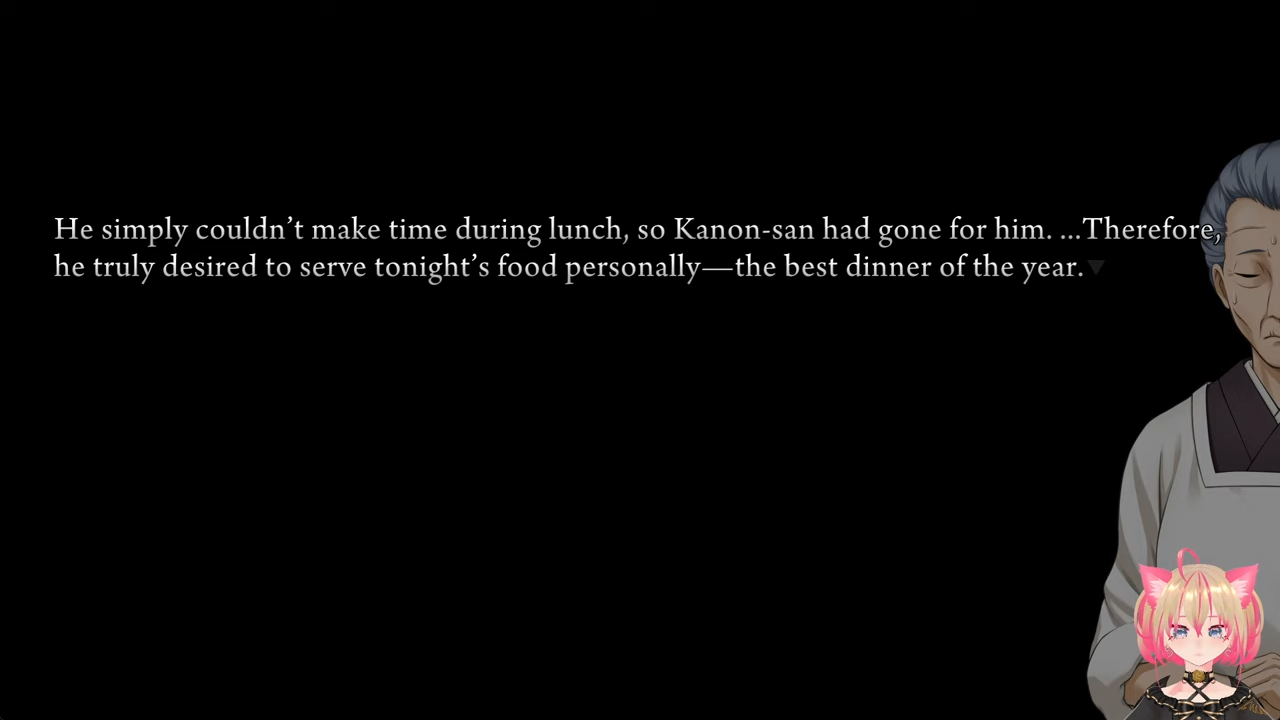 He simply couldn’t make time during lunch, so Kanon-san had gone for him. ...Therefore,
he truly desired to serve tonight’s food personally—the best dinner of the year.